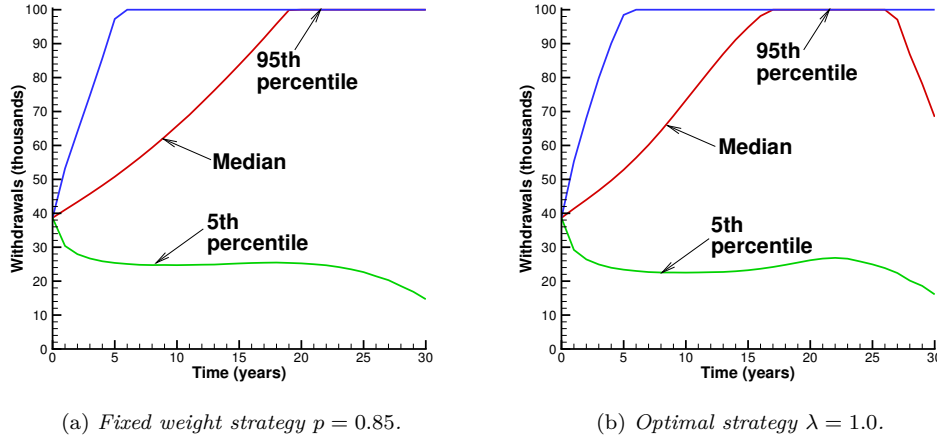 100
90
80
70
60
50
40
30
20
10
0
Withdrawals (thousands)
95th
percentile
Median
5th
percentile
0 5 10 15 20 25 30
Time (years)
(a) Fixed weight strategy p = 0.85.
100
90
80
70
60
50
40
30
20
10
0
Withdrawals (thousands)
95th
percentile
Median
5th
percentile
0 5 10 15 20 25 30
Time (years)
(b) Optimal strategy λ = 1.0.